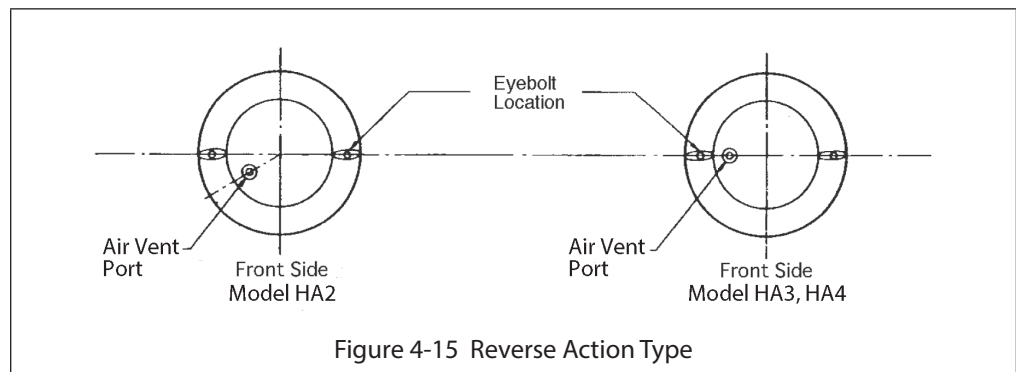 Eyebolt
Location
Air Vent
Port
Front Side
Model HA2
Air Vent
Port
Front Side
Model HA3, HA4
Figure 4-15 Reverse Action Type